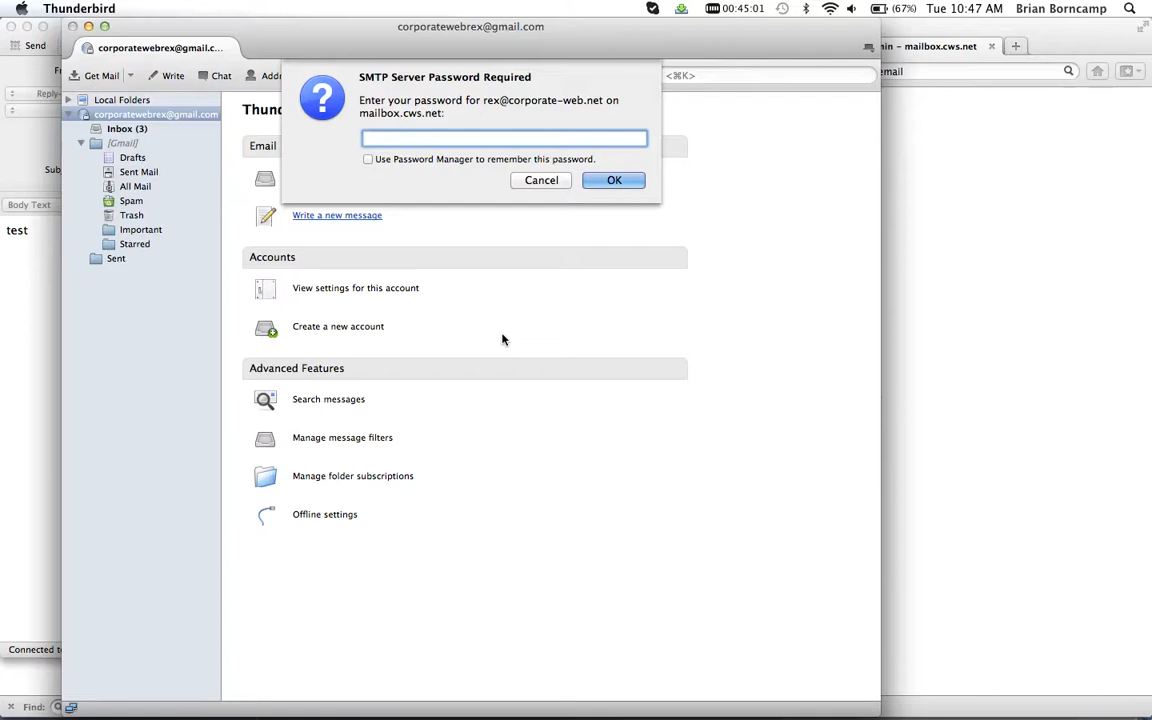 Thunderbird
00:45:01
(67%)
Tue 10:47 AM
Brian Borncamp
corporatewebrex@gmail.com
Send
corporatewebrex@gmail.c...
- mailbox.cws.net
Get Mail
Write
Chat
<⌘K>
email
SMTP Server Password Required
Enter your password for rex@corporate-web.net on
mailbox.cws.net:
Use Password Manager to remember this password.
Cancel
OK
Reply-
Body Text
test
Connected
Find:
Local Folders
corporatewebrex@gmail.com
Inbox (3)
[Gmail]
Drafts
Sent Mail
All Mail
Spam
Trash
Important
Starred
Sent
Email
Write a new message
Accounts
View settings for this account
Create a new account
Advanced Features
Search messages
Manage message filters
Manage folder subscriptions
Offline settings